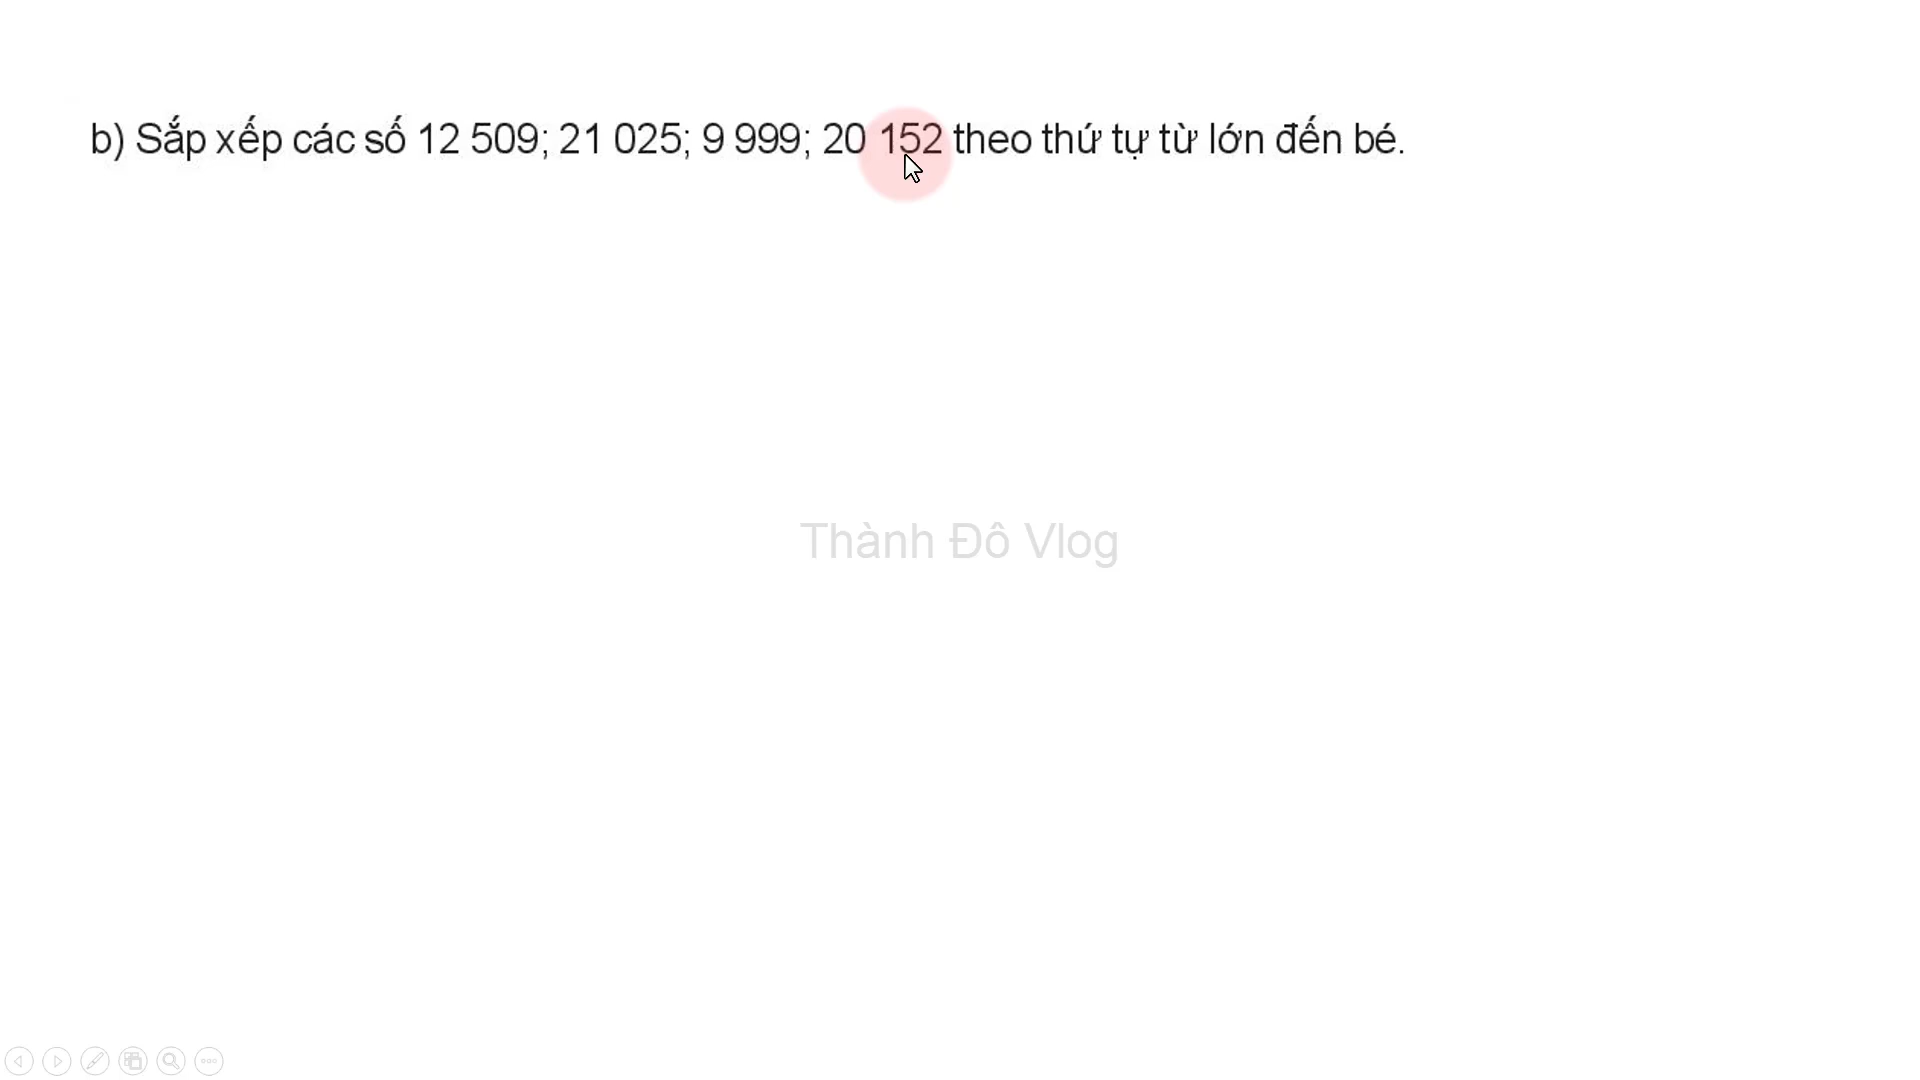 b) Sắp xếp các số 12 509; 21 025; 9 999; 20 152 theo thứ tự từ lớn đến bé.
Thành Đô Vlog